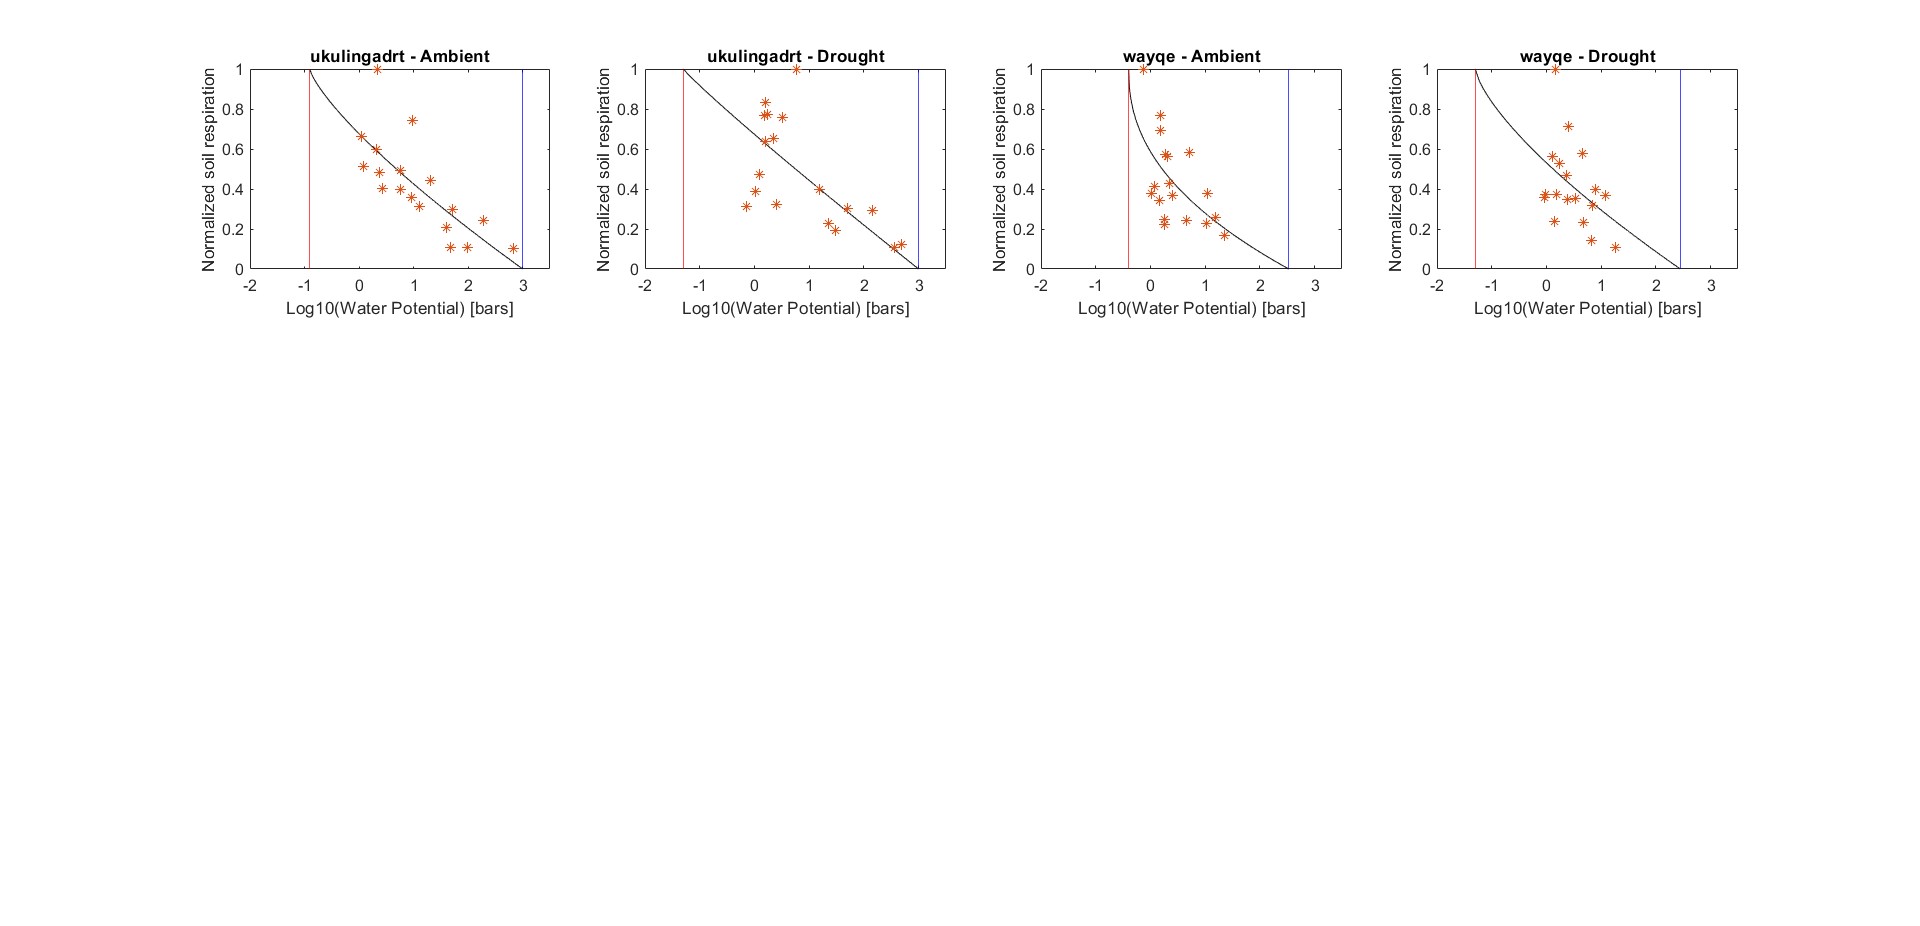 ukulingadrt - Ambient
Normalized soil respiration
1
0.8
0.6
0.4
0.2
0
-2 -1 0 1 2 3
Log10(Water Potential) [bars]
ukulingadrt - Drought
Normalized soil respiration
1
0.8
0.6
0.4
0.2
0
-2 -1 0 1 2 3
Log10(Water Potential) [bars]
wayqe - Ambient
Normalized soil respiration
1
0.8
0.6
0.4
0.2
0
-2 -1 0 1 2 3
Log10(Water Potential) [bars]
wayqe - Drought
Normalized soil respiration
1
0.8
0.6
0.4
0.2
0
-2 -1 0 1 2 3
Log10(Water Potential) [bars]